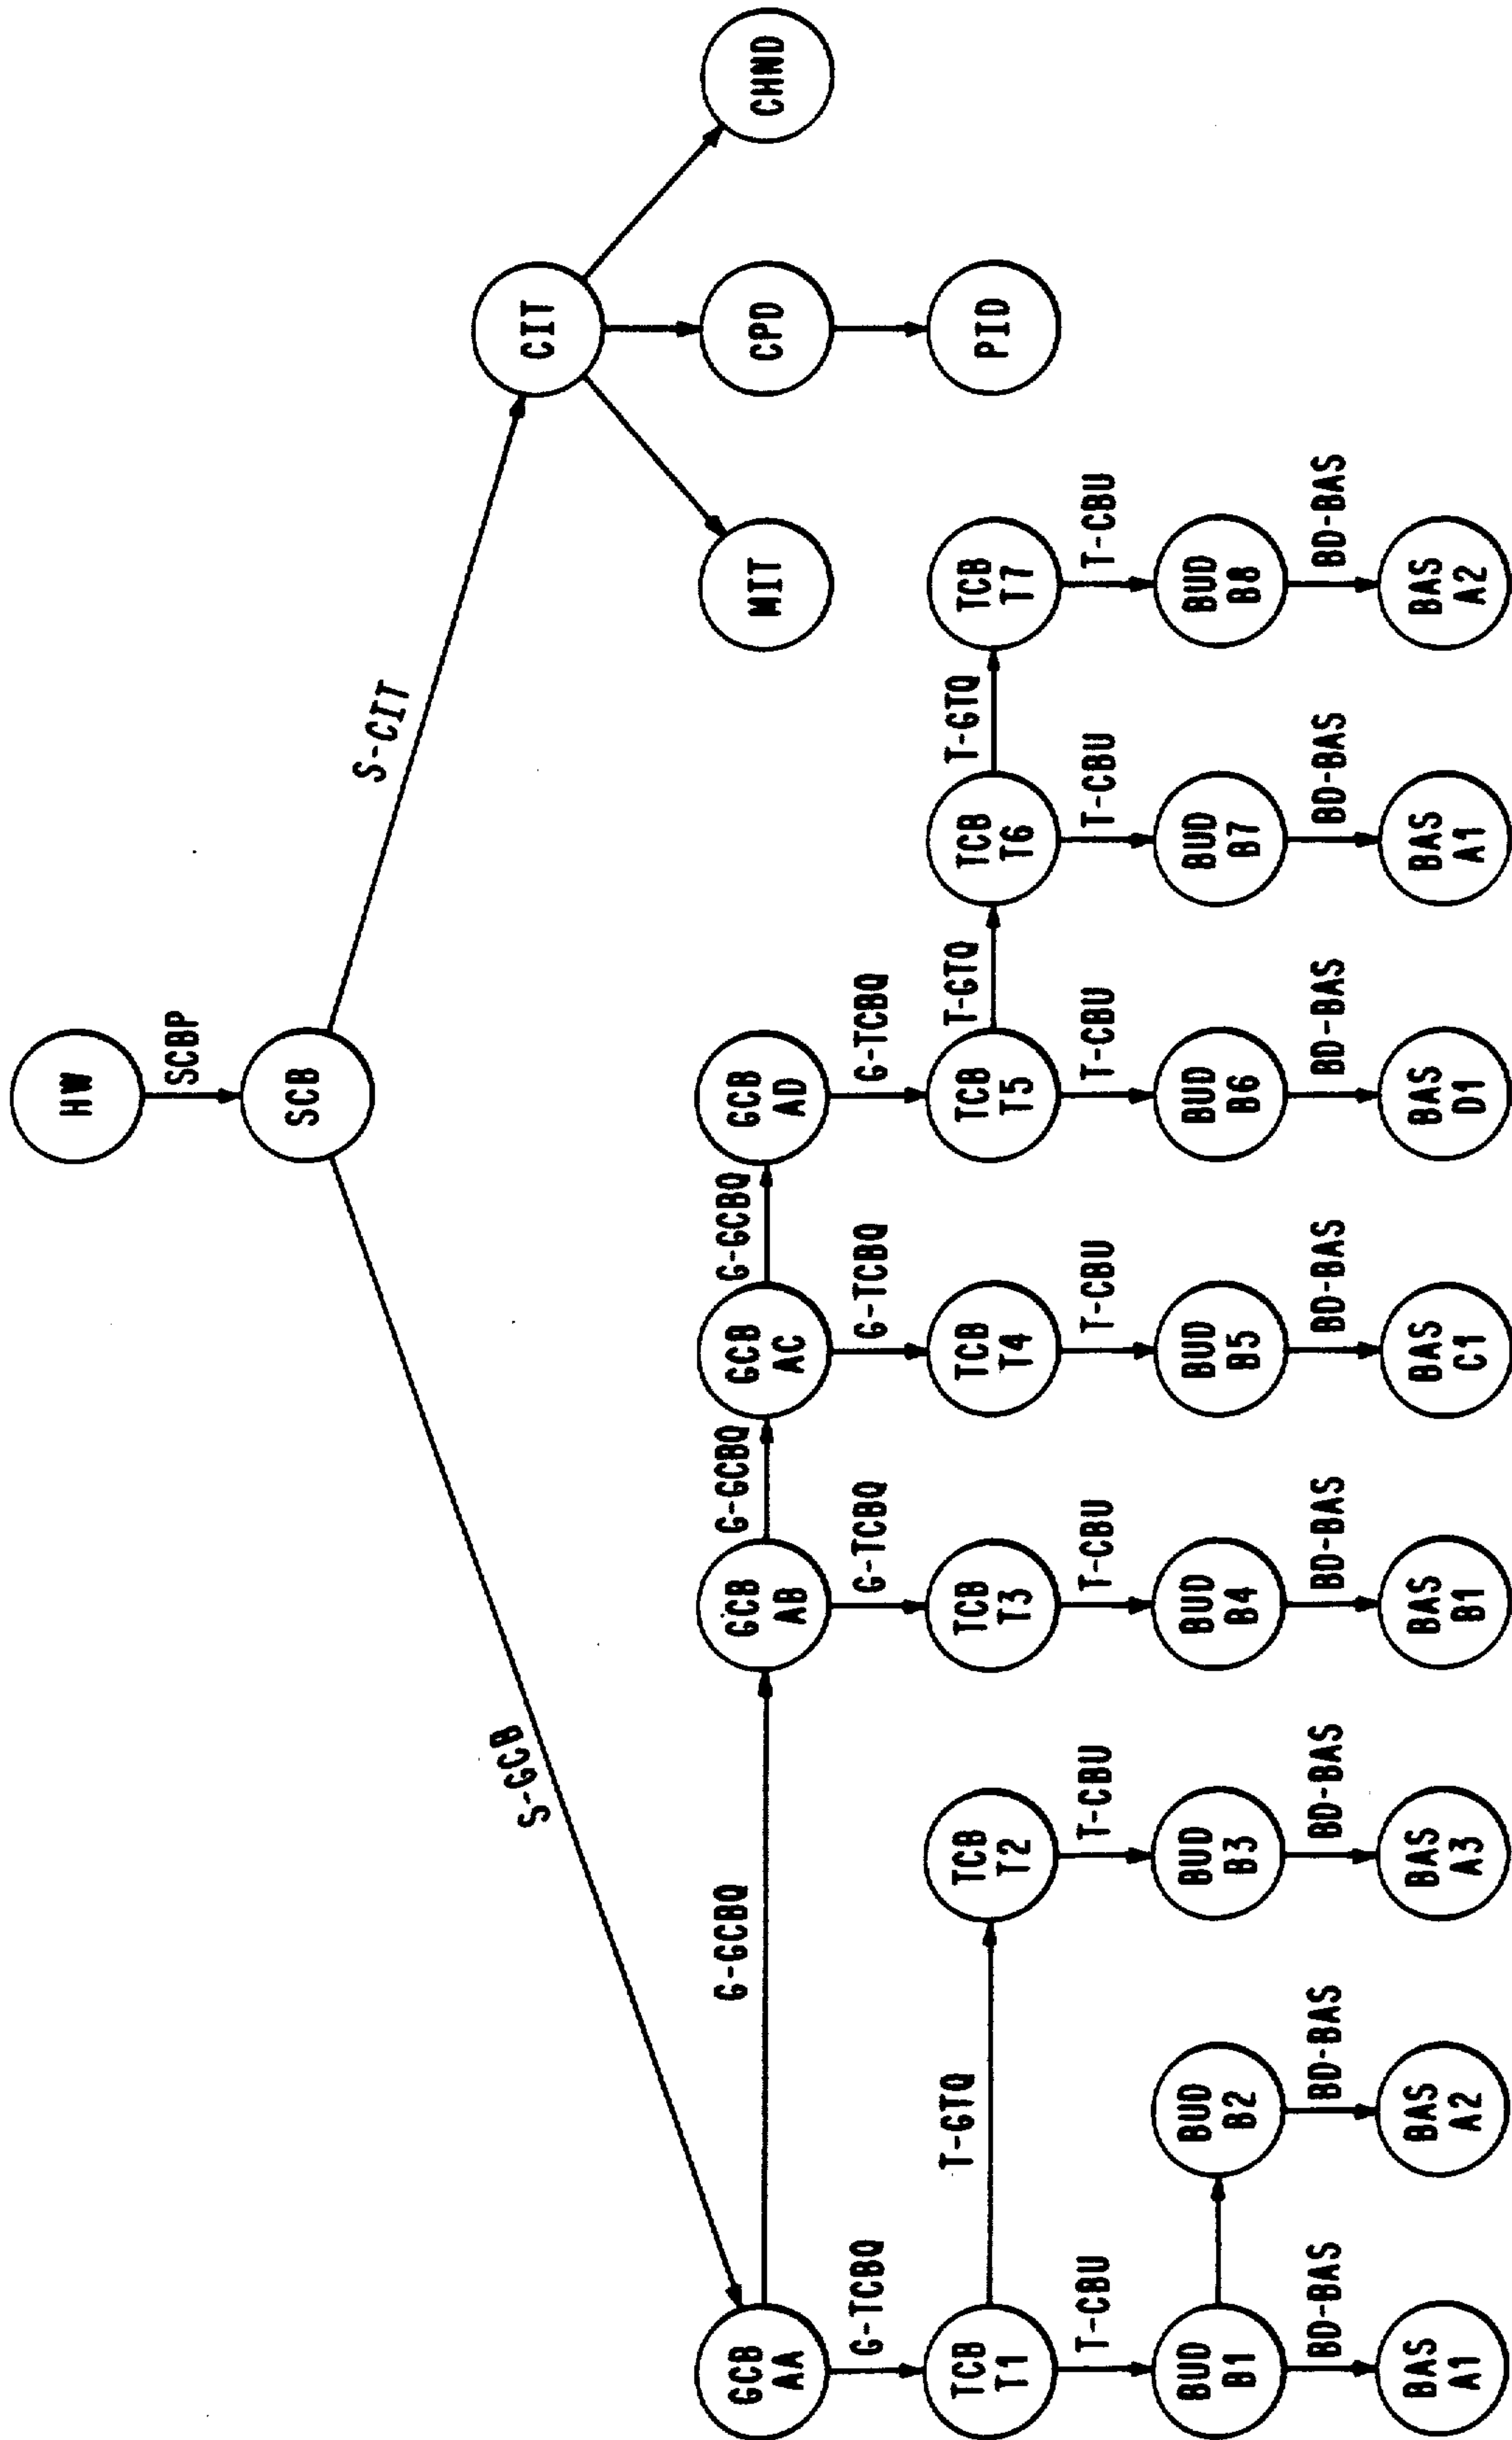 HW
SCBP
SCB
S-GCB
S-CIT
CIT
GCB
AA
G-GCBQ
GCB
AB
G-GCBQ
GCB
AC
G-GCBQ
GCB
AD
MIT
CPD
CHND
G-TCBQ
G-TCBQ
G-TCBQ
G-TCBQ
TCB
T1
T-GTQ
TCB
T2
TCB
T3
TCB
T4
TCB
T5
T-GTQ
TCB
T6
T-GTQ
TCB
T7
PID
T-CBU
T-CBU
T-CBU
T-CBU
T-CBU
T-CBU
T-CBU
BUD
B1
BUD
B2
BUD
B3
BUD
B4
BUD
B5
BUD
B6
BUD
B7
BUD
B8
BD-BAS
BD-BAS
BD-BAS
BD-BAS
BD-BAS
BD-BAS
BD-BAS
BD-BAS
BAS
A1
BAS
A2
BAS
A3
BAS
B1
BAS
C1
BAS
D1
BAS
A1
BAS
A2